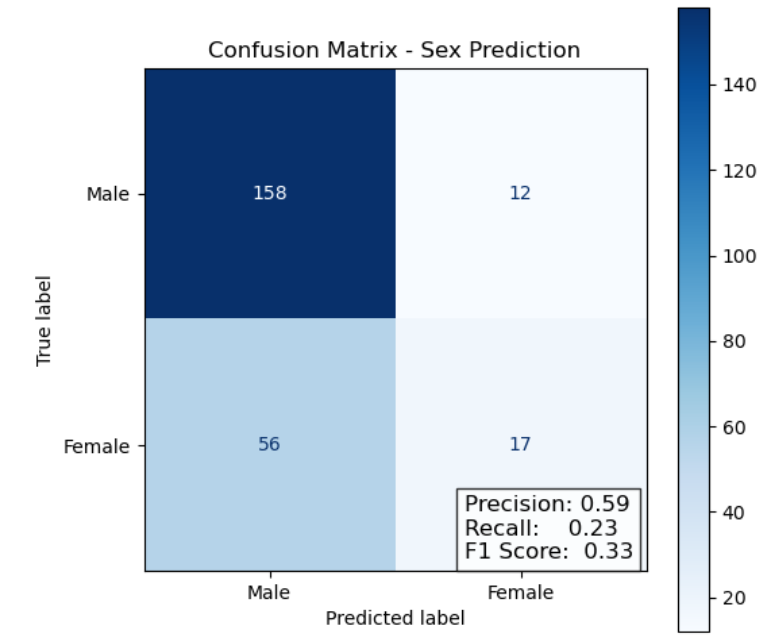 Confusion Matrix - Sex Prediction
True label
Male
158
12
Female
56
17
Precision: 0.59
Recall: 0.23
F1 Score: 0.33
Male
Female
Predicted label
140
120
100
80
60
40
20